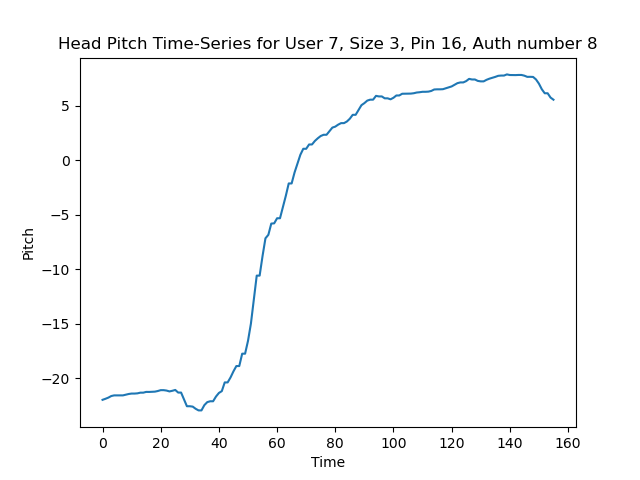 Head Pitch Time-Series for User 7, Size 3, Pin 16, Auth number 8
Pitch
5
0
−5
−10
−15
−20
0 20 40 60 80 100 120 140 160
Time